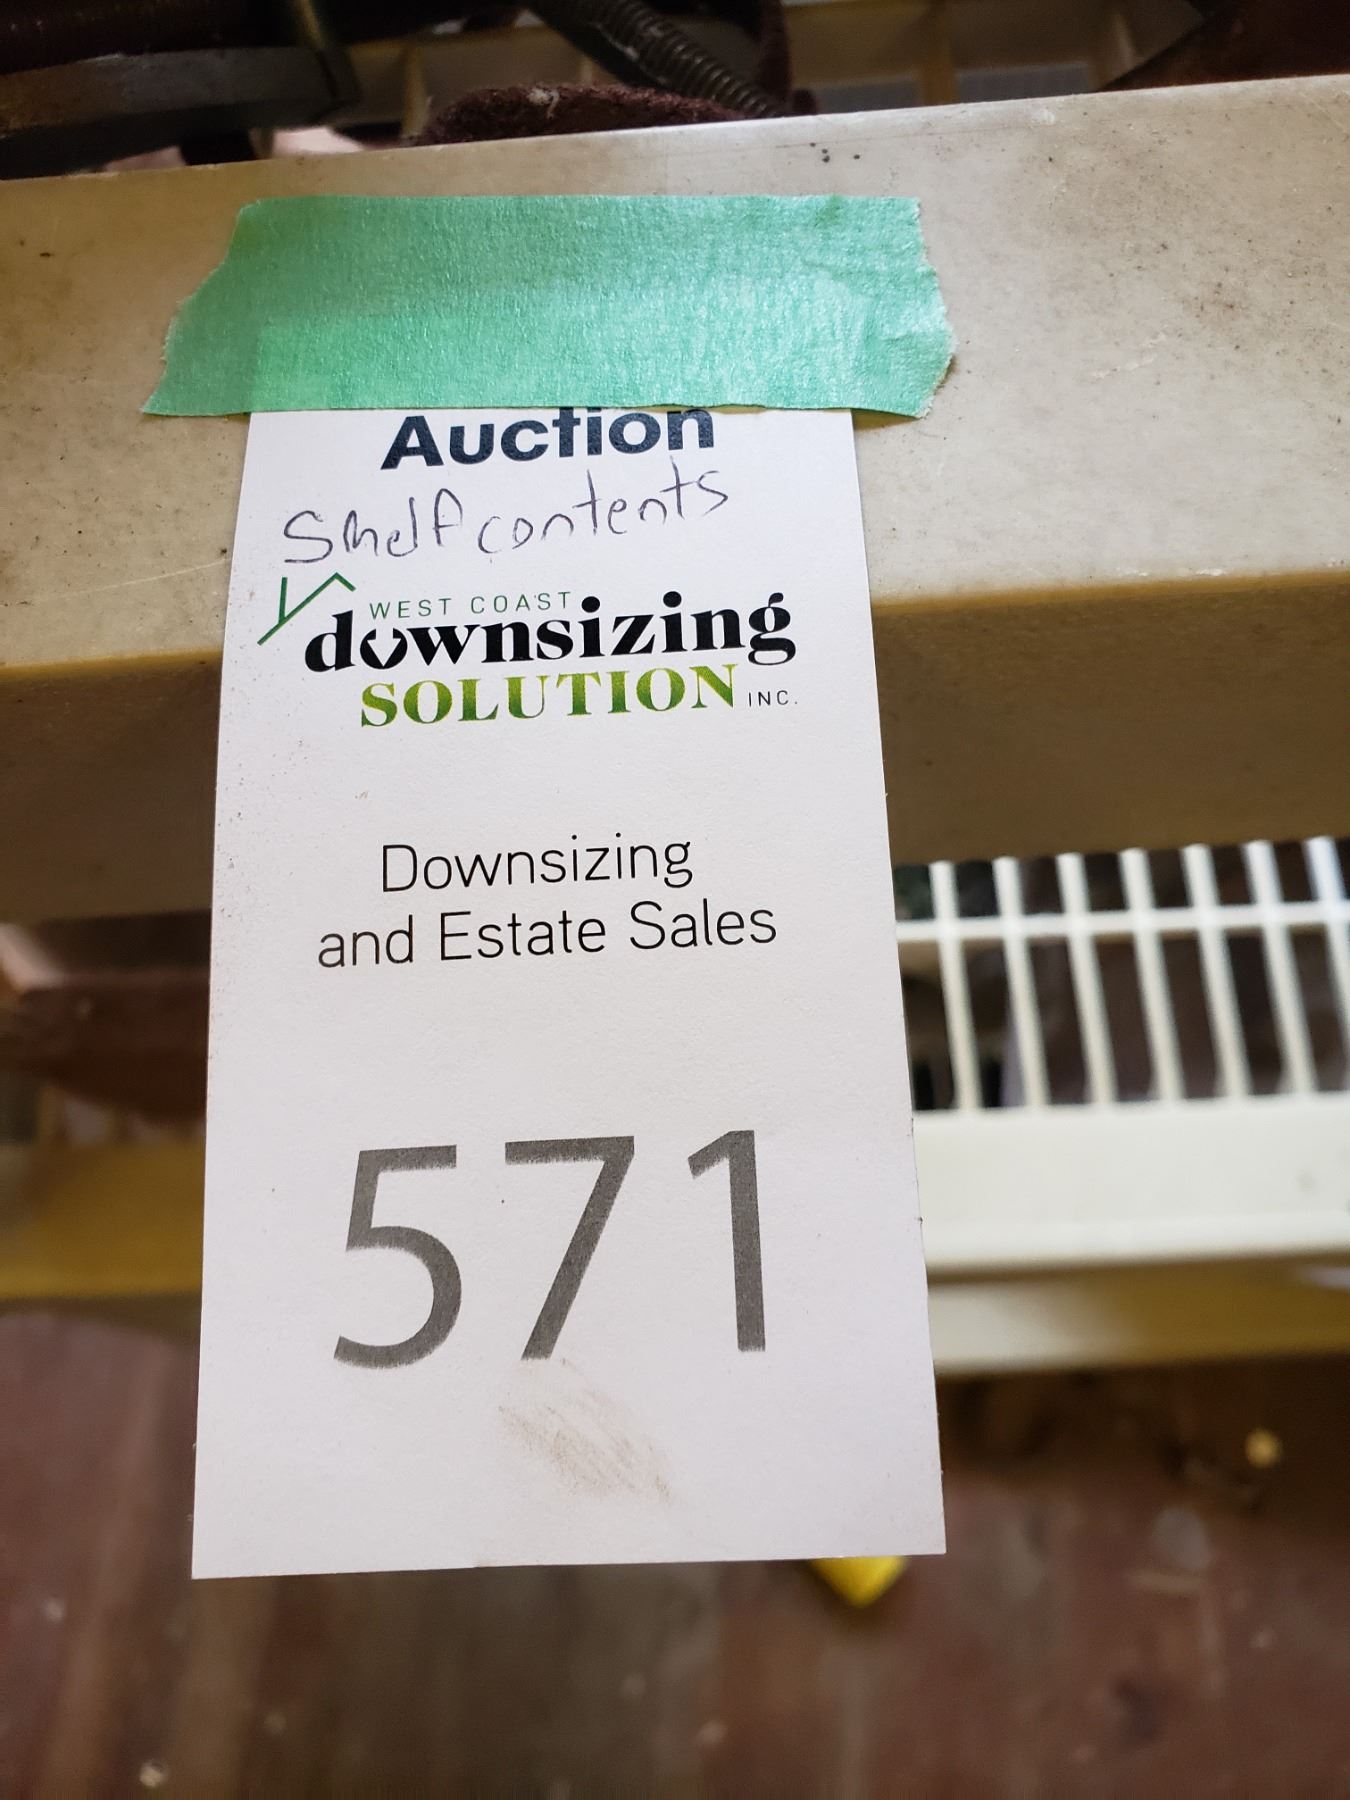 Auction
Shelf contents
WEST COAST
downsizing
SOLUTION INC.
Downsizing
and Estate Sales
571